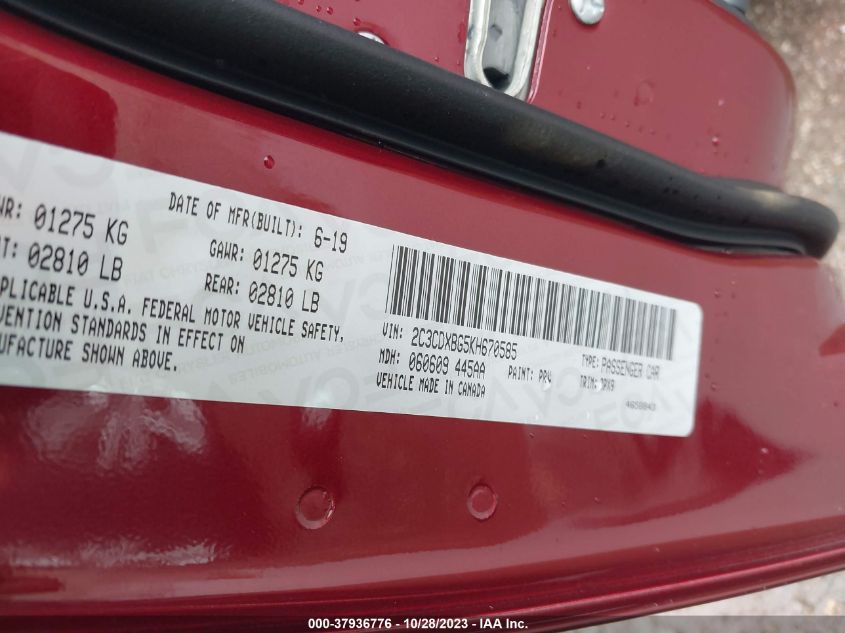 WR: 01275 KG
02810 LB
DATE OF MFR(BUILT): 6-19
GAWR: 01275 KG
REAR: 02810 LB
PLICABLE U.S.A. FEDERAL MOTOR VEHICLE SAFETY,
VENTION STANDARDS IN EFFECT ON
UFACTURE SHOWN ABOVE.
VIN: 2C3CDXBG5KH670585
MDH: 060609 445AA
VEHICLE MADE IN CANADA
PAINT: PRV
TYPE: PASSENGER CAR
TRIM:
000-37936776 - 10/28/2023 - IAA Inc.